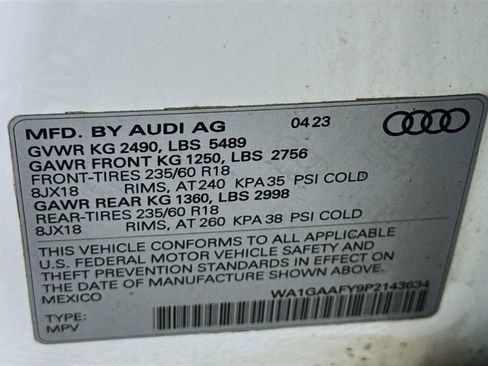 MFD. BY AUDI AG 04 23
GVWR KG 2490, LBS 5489
GAWR FRONT KG 1250, LBS 2756
FRONT-TIRES 235/60 R18
8JX18 RIMS, AT 240 KPA 35 PSI COLD
GAWR REAR KG 1360, LBS 2998
REAR-TIRES 235/60 R18
8JX18 RIMS, AT 260 KPA 38 PSI COLD
THIS VEHICLE CONFORMS TO ALL APPLICABLE
U.S. FEDERAL MOTOR VEHICLE SAFETY AND
THEFT PREVENTION STANDARDS IN EFFECT ON
THE DATE OF MANUFACTURE SHOWN ABOVE.
MEXICO WA1GAAFY9P2143634
TYPE:
MPV